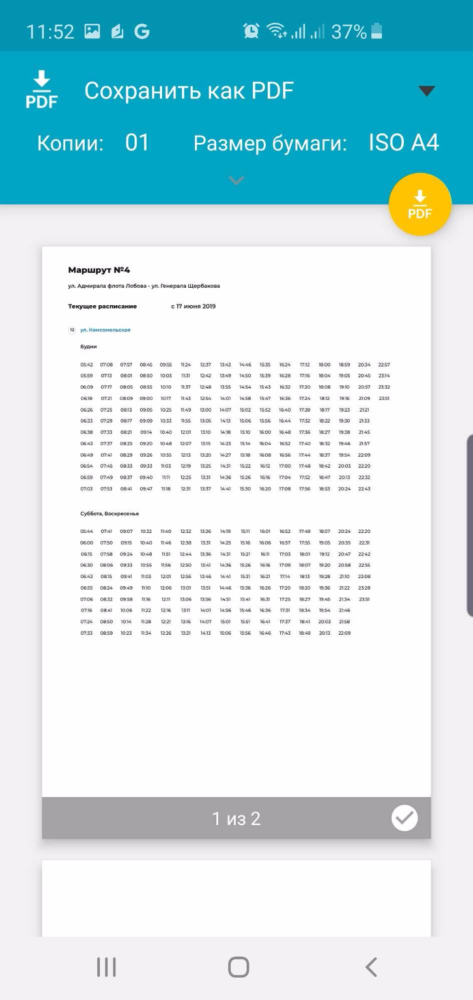 11:52 G 37%
PDF Сохранить как PDF
Копии: 01 Размер бумаги: ISO A4
PDF
Маршрут №4
ул. Адмирала флота Лобова - ул. Генерала Щербакова
Текущее расписание с 17 июня 2019
12 ул. Комсомольская
Будни
05:42 07:08 07:57 08:45 09:55 11:24 12:37 13:43 14:46 15:35 16:24 17:12 18:00 18:59 20:34 22:57
05:59 07:13 08:01 08:50 10:03 11:31 12:42 13:49 14:50 15:39 16:28 17:16 18:04 19:05 20:45 23:14
06:09 07:17 08:05 08:55 10:10 11:37 12:48 13:55 14:54 15:43 16:32 17:20 18:08 19:10 20:57 23:32
06:18 07:21 08:09 09:00 10:17 11:43 12:54 14:01 14:58 15:47 16:36 17:24 18:12 19:16 21:09 23:51
06:26 07:25 08:13 09:05 10:25 11:49 13:00 14:07 15:02 15:52 16:40 17:28 18:17 19:23 21:21
06:33 07:29 08:17 09:09 10:33 11:55 13:05 14:13 15:06 15:56 16:44 17:32 18:22 19:30 21:33
06:38 07:33 08:21 09:14 10:40 12:01 13:10 14:18 15:10 16:00 16:48 17:36 18:27 19:38 21:45
06:43 07:37 08:25 09:20 10:48 12:07 13:15 14:23 15:14 16:04 16:52 17:40 18:32 19:46 21:57
06:49 07:41 08:29 09:26 10:55 12:13 13:20 14:27 15:18 16:08 16:56 17:44 18:37 19:54 22:09
06:54 07:45 08:33 09:33 11:03 12:19 13:25 14:31 15:22 16:12 17:00 17:48 18:42 20:03 22:20
06:59 07:49 08:37 09:40 11:11 12:25 13:31 14:36 15:26 16:16 17:04 17:52 18:47 20:13 22:32
07:03 07:53 08:41 09:47 11:18 12:31 13:37 14:41 15:30 16:20 17:08 17:56 18:53 20:24 22:43
Суббота, Воскресенье
05:44 07:41 09:07 10:32 11:40 12:32 13:26 14:19 15:11 16:01 16:52 17:49 18:57 20:24 22:20
06:00 07:50 09:15 10:40 11:46 12:38 13:31 14:25 15:16 16:06 16:57 17:55 19:05 20:35 22:31
06:15 07:58 09:24 10:48 11:51 12:44 13:36 14:31 15:21 16:11 17:03 18:01 19:12 20:47 22:42
06:30 08:06 09:33 10:55 11:56 12:50 13:41 14:36 15:26 16:16 17:09 18:07 19:20 20:58 22:55
06:43 08:15 09:41 11:03 12:01 12:56 13:46 14:41 15:31 16:21 17:14 18:13 19:28 21:10 23:08
06:55 08:24 09:49 11:10 12:06 13:01 13:51 14:46 15:36 16:26 17:20 18:20 19:36 21:22 23:28
07:06 08:32 09:58 11:16 12:11 13:06 13:56 14:51 15:41 16:31 17:25 18:27 19:45 21:34 23:51
07:16 08:41 10:06 11:22 12:16 13:11 14:01 14:56 15:46 16:36 17:31 18:34 19:54 21:46
07:24 08:50 10:14 11:28 12:21 13:16 14:07 15:01 15:51 16:41 17:37 18:41 20:03 21:58
07:33 08:59 10:23 11:34 12:26 13:21 14:13 15:06 15:56 16:46 17:43 18:49 20:13 22:09
1 из 2